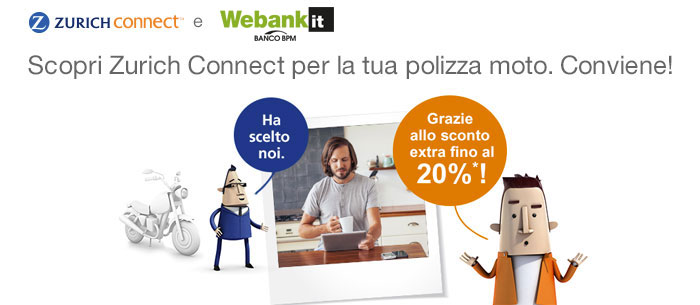 ZURICH connect e Webank it
BANCO BPM
Scopri Zurich Connect per la tua polizza moto. Conviene!
Ha
scelto
noi.
Grazie
allo sconto
extra fino al
20%*!